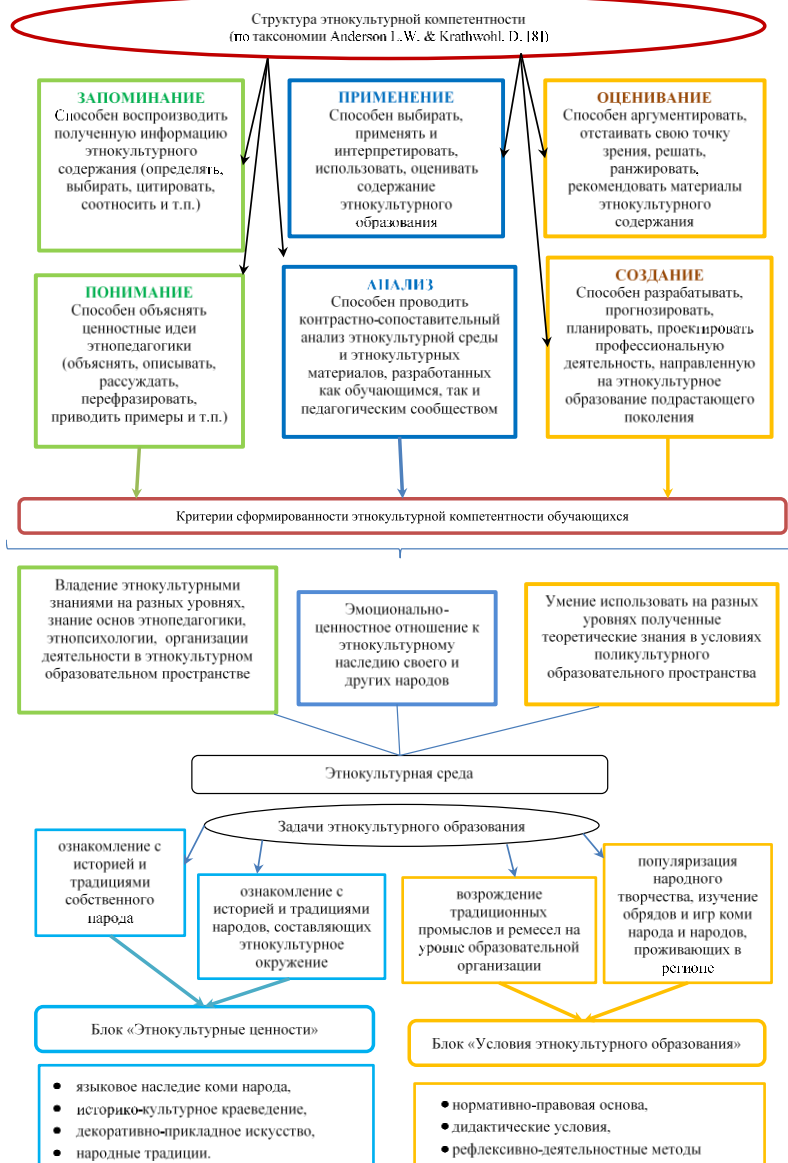 Структура этнокультурной компетентности
(по таксономии Anderson L.W. & Krathwohl. D. [8])
ЗАПОМИНАНИЕ
Способен воспроизводить
полученную информацию
этнокультурного
содержания (определять,
выбирать, цитировать,
соотносить и т.п.)
ПРИМЕНЕНИЕ
Способен выбирать,
применять и
интерпретировать,
использовать, оценивать
содержание
этнокультурного
образования
ОЦЕНИВАНИЕ
Способен аргументировать,
отстаивать свою точку
зрения, решать,
ранжировать,
рекомендовать материалы
этнокультурного
содержания
ПОНИМАНИЕ
Способен объяснять
ценностные идеи
этнопедагогики
(объяснять, описывать,
рассуждать,
перефразировать,
приводить примеры и т.п.)
АНАЛИЗ
Способен проводить
контрастно-сопоставительный
анализ этнокультурной среды
и этнокультурных
материалов, разработанных
как обучающимся, так и
педагогическим сообществом
СОЗДАНИЕ
Способен разрабатывать,
прогнозировать,
планировать, проектировать
профессиональную
деятельность, направленную
на этнокультурное
образование подрастающего
поколения
Критерии сформированности этнокультурной компетентности обучающихся
Владение этнокультурными
знаниями на разных уровнях,
знание основ этнопедагогики,
этнопсихологии, организации
деятельности в этнокультурном
образовательном пространстве
Эмоционально-
ценностное отношение к
этнокультурному
наследию своего и
других народов
Умение использовать на разных
уровнях полученные
теоретические знания в условиях
поликультурного
образовательного пространства
Этнокультурная среда
Задачи этнокультурного образования
ознакомление с
историей и
традициями
собственного
народа
ознакомление с
историей и традициями
народов, составляющих
этнокультурное
окружение
возрождение
традиционных
промыслов и ремесел на
уровне образовательной
организации
популяризация
народного
творчества, изучение
обрядов и игр коми
народа и народов,
проживающих в
регионе
Блок «Этнокультурные ценности»
Блок «Условия этнокультурного образования»
• языковое наследие коми народа,
• историко-культурное краеведение,
• декоративно-прикладное искусство,
• народные традиции.
• нормативно-правовая основа,
• дидактические условия,
• рефлексивно-деятельностные методы